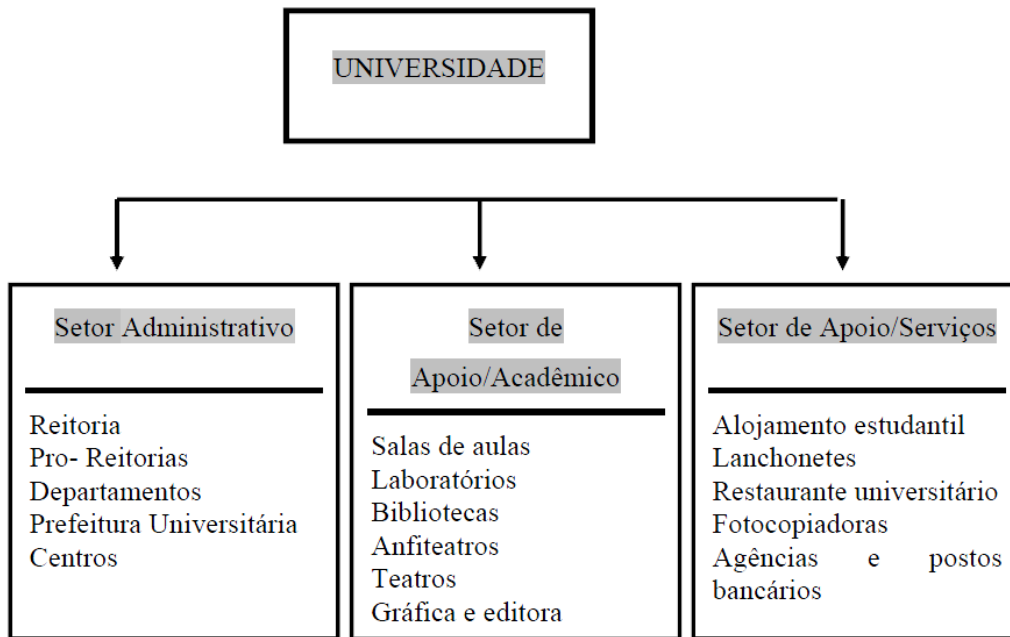 UNIVERSIDADE
Setor Administrativo
Reitoria
Pro- Reitorias
Departamentos
Prefeitura Universitária
Centros
Setor de
Apoio/Acadêmico
Salas de aulas
Laboratórios
Bibliotecas
Anfiteatros
Teatros
Gráfica e editora
Setor de Apoio/Serviços
Alojamento estudantil
Lanchonetes
Restaurante universitário
Fotocopiadoras
Agências e postos
bancários